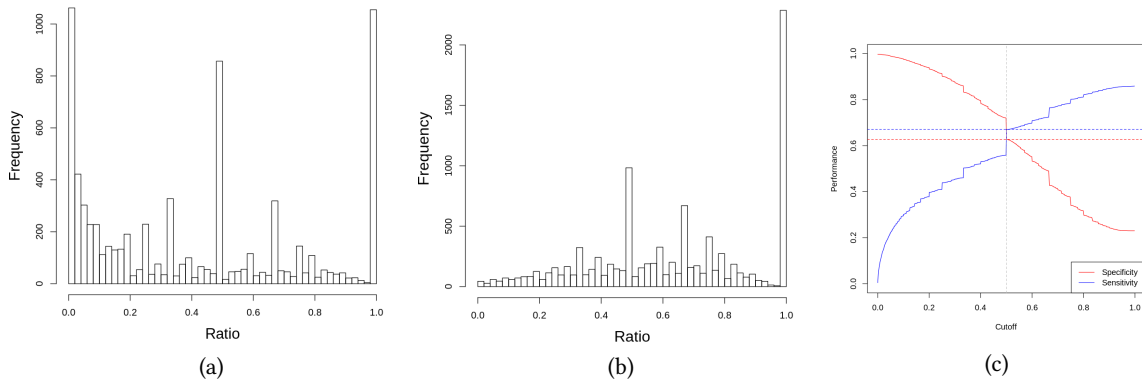 Frequency
0 200 400 600 800 1000
0.0 0.2 0.4 0.6 0.8 1.0
Ratio
(a)
Frequency
0 500 1000 1500 2000
0.0 0.2 0.4 0.6 0.8 1.0
Ratio
(b)
Performance
0.0 0.2 0.4 0.6 0.8 1.0
0.0 0.2 0.4 0.6 0.8 1.0
Cutoff
Specificity
Sensitivity
(c)